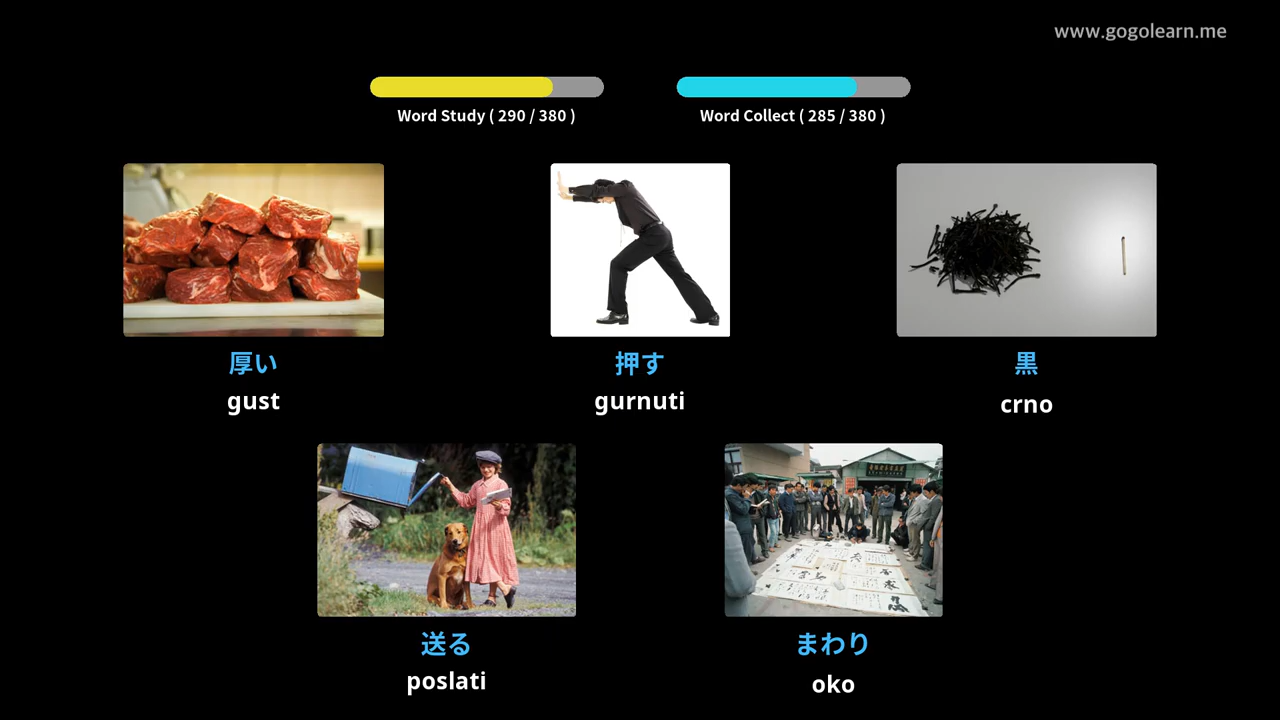 www.gogolearn.me
Word Study ( 290 / 380 )
Word Collect ( 285 / 380 )
厚い
gust
押す
gurnuti
黒
crno
送る
poslati
まわり
oko